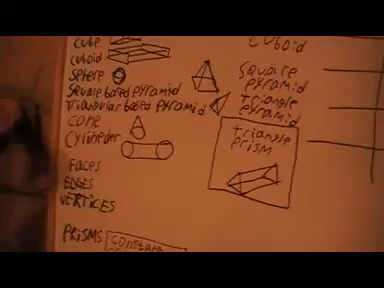 cube
cuboid
sphere
Square based pyramid
Triangular based pyramid
cone
Cylinder
FACES
EDGES
VERTICES
PRISMS
constant
cuboid
square
pyramid
Triangle
pyramid
triangle
prism